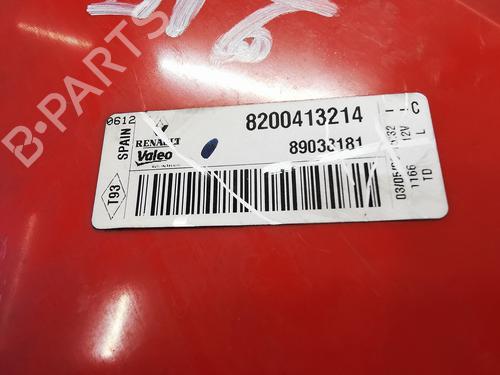 B-PARTS
0612
T93
SPAIN
RENAULT
Valeo
8200413214
89038181
1166
12V
TD
L
C